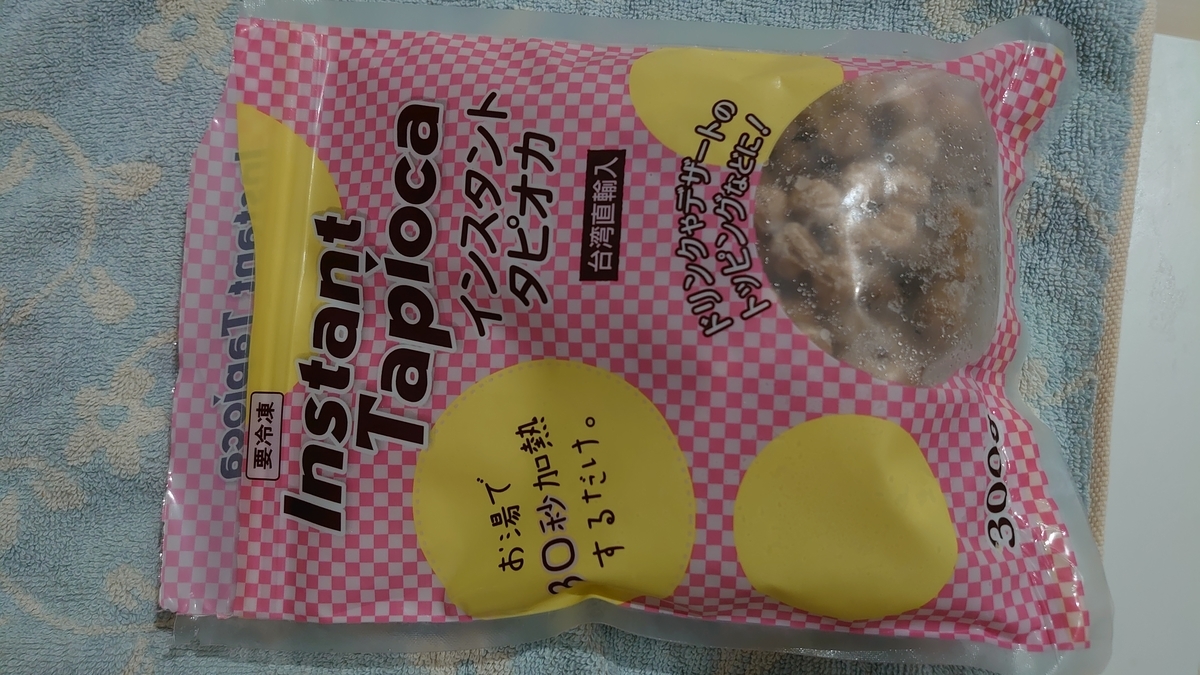 要冷凍
Instant
Tapioca
インスタント
タピオカ
台湾直輸入
お湯で
30秒加熱
するだけ。
ドリンクやデザートの
トッピングなどに!
300g
Instant Tapioca